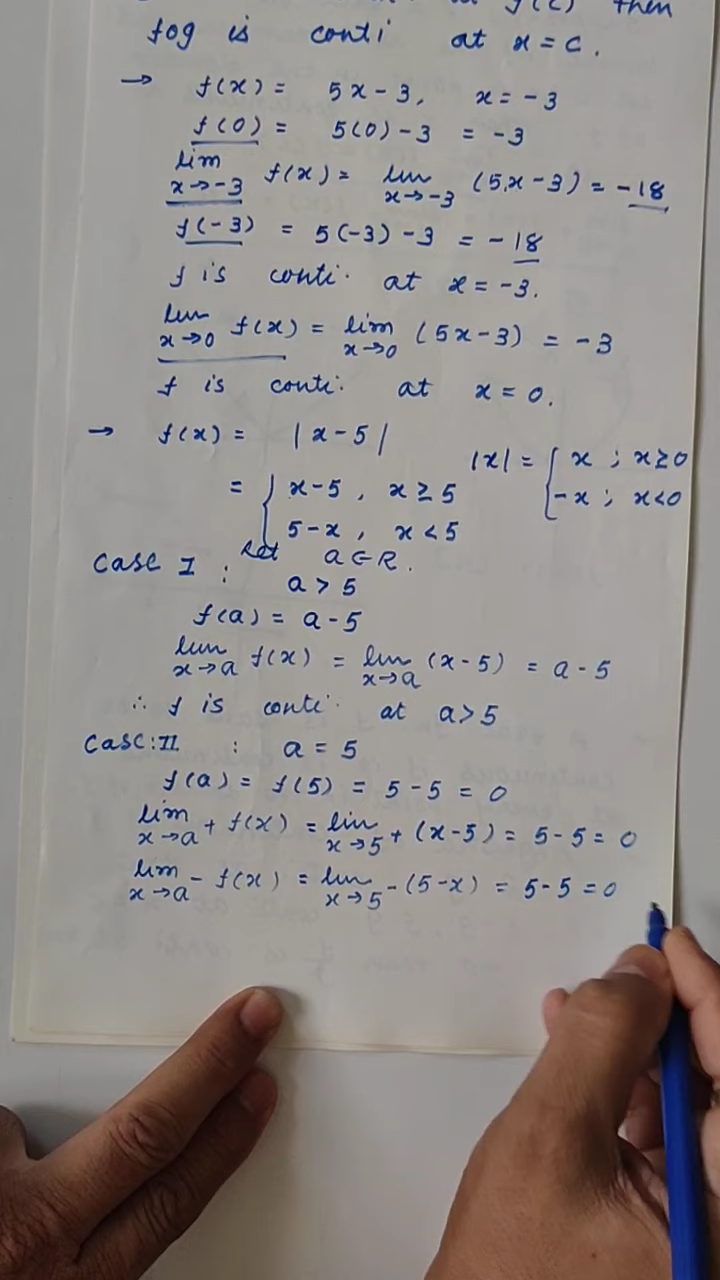 f(c) then
fog is conti at x = c.
→ f(x) = 5x - 3, x = -3
f(0) = 5(0) - 3 = -3
lim x→-3 f(x) = lim x→-3 (5x - 3) = -18
f(-3) = 5(-3) - 3 = -18
f is conti. at x = -3.
lim x→0 f(x) = lim x→0 (5x - 3) = -3
f is conti. at x = 0.
→ f(x) = |x - 5|
|x| = { x ; x ≥ 0
-x ; x < 0
= { x - 5 , x ≥ 5
5 - x , x < 5
Case I : Let a ∈ R.
a > 5
f(a) = a - 5
lim x→a f(x) = lim x→a (x - 5) = a - 5
∴ f is conti. at a > 5
Case:II : a = 5
f(a) = f(5) = 5 - 5 = 0
lim x→a+ f(x) = lim x→5+ (x - 5) = 5 - 5 = 0
lim x→a- f(x) = lim x→5- (5 - x) = 5 - 5 = 0